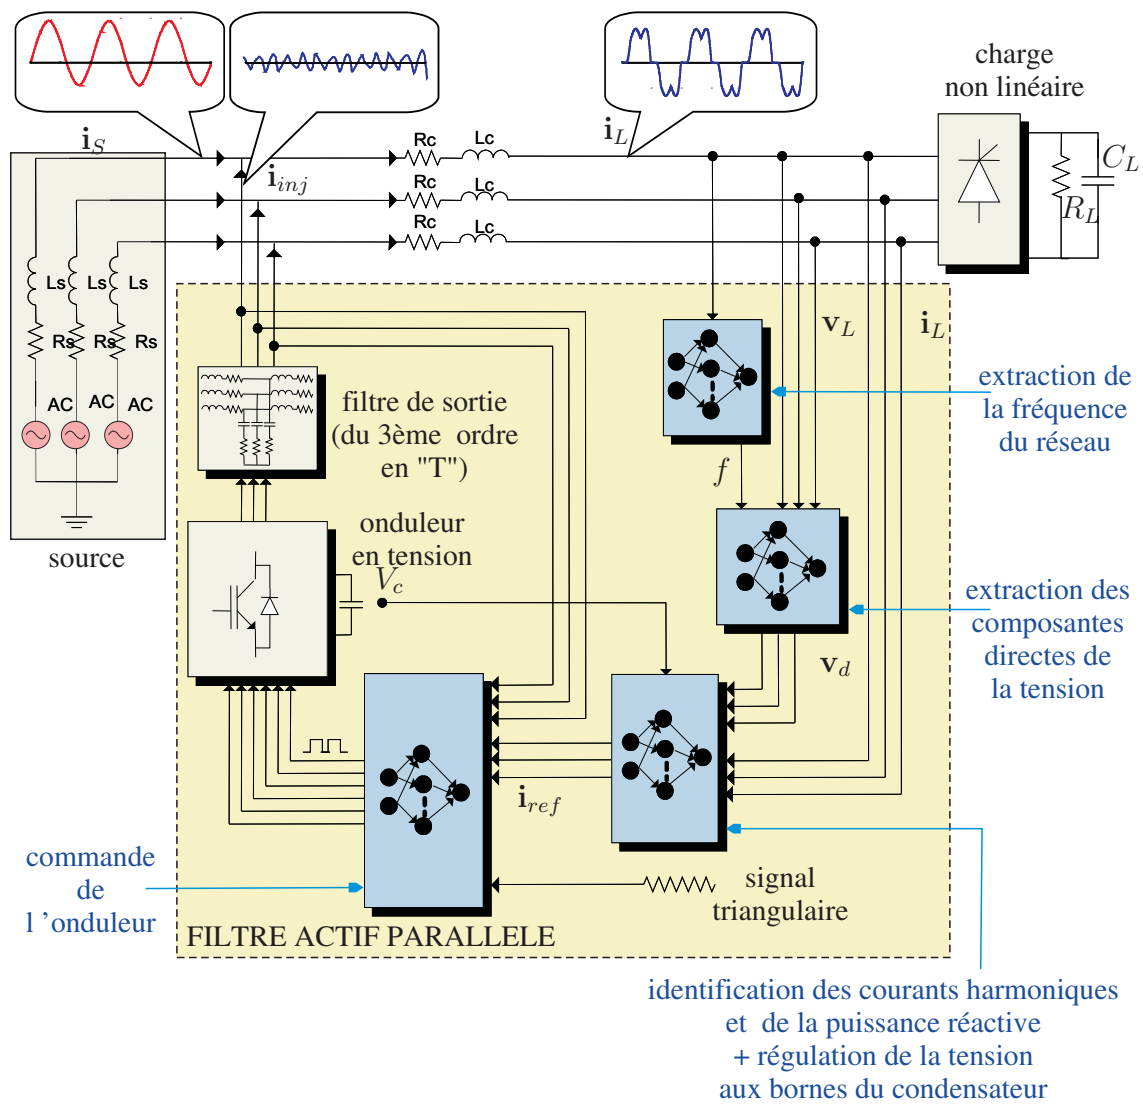 i_S
i_inj
i_L
charge
non linéaire
Rc
Lc
Rc
Lc
Rc
Lc
C_L
R_L
Ls
Ls
Ls
Rs
Rs
Rs
AC
AC
AC
source
v_L
i_L
extraction de
la fréquence
du réseau
filtre de sortie
(du 3ème ordre
en "T")
f
onduleur
en tension
V_c
extraction des
composantes
directes de
la tension
v_d
i_ref
commande
de
l ’onduleur
signal
triangulaire
FILTRE ACTIF PARALLELE
identification des courants harmoniques
et de la puissance réactive
+ régulation de la tension
aux bornes du condensateur